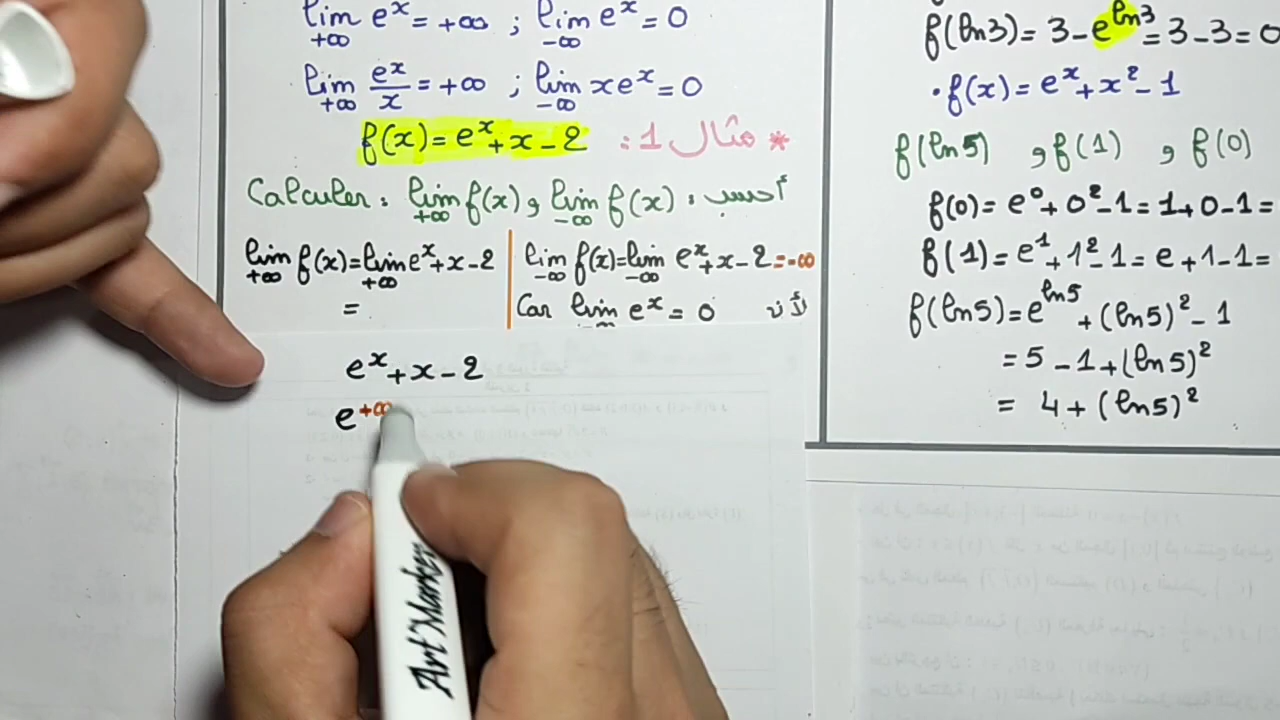 lim e^x = +∞ ; lim e^x = 0
+∞ -∞
lim e^x/x = +∞ ; lim xe^x = 0
+∞ -∞
* مثال 1 : f(x) = e^x + x - 2
Calculer : lim f(x) و lim f(x) : أحسب
+∞ -∞
lim f(x) = lim e^x + x - 2
+∞ +∞
=
lim f(x) = lim e^x + x - 2 = -∞
-∞ -∞
Car lim e^x = 0 لأن
-∞
e^x + x - 2
e^+∞
Art Marker
f(ln3) = 3 - e^ln3 = 3 - 3 = 0
• f(x) = e^x + x² - 1
f(ln5) , f(1) , f(0)
f(0) = e^0 + 0² - 1 = 1 + 0 - 1 =
f(1) = e^1 + 1² - 1 = e + 1 - 1 =
f(ln5) = e^ln5 + (ln5)² - 1
= 5 - 1 + (ln5)²
= 4 + (ln5)²